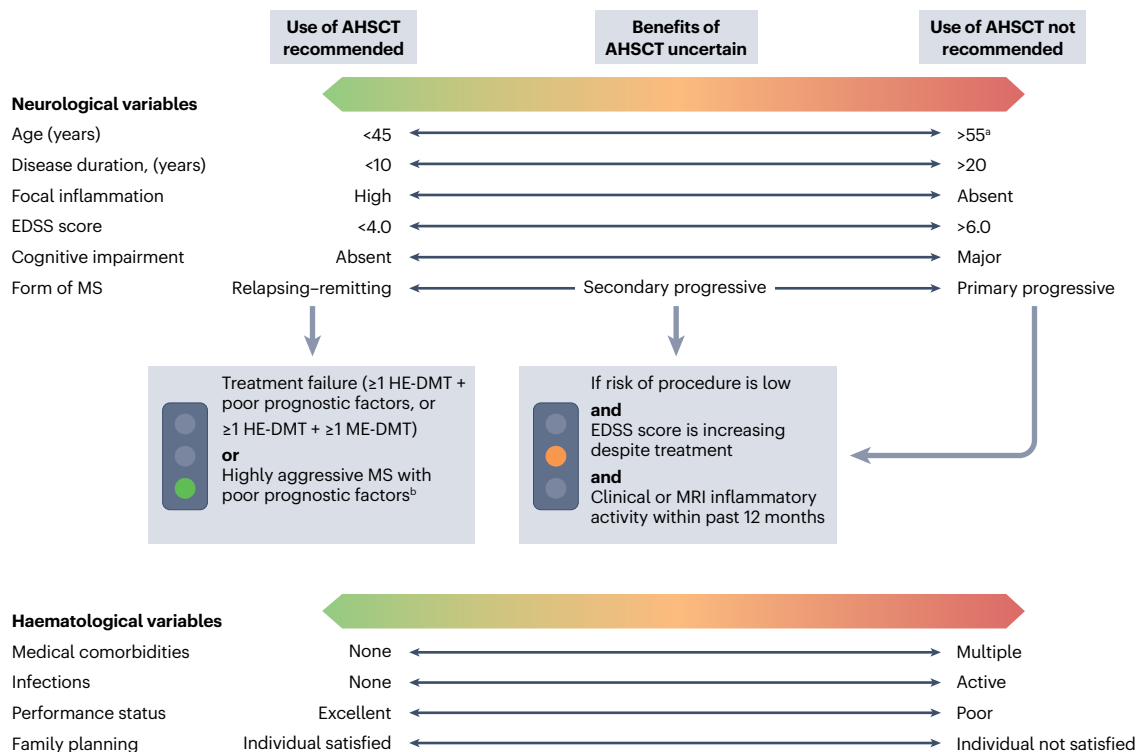 Use of AHSCT recommended
Benefits of AHSCT uncertain
Use of AHSCT not recommended
Neurological variables
Age (years) <45 >55ᵃ
Disease duration, (years) <10 >20
Focal inflammation High Absent
EDSS score <4.0 >6.0
Cognitive impairment Absent Major
Form of MS Relapsing–remitting Secondary progressive Primary progressive
Treatment failure (≥1 HE-DMT +
poor prognostic factors, or
≥1 HE-DMT + ≥1 ME-DMT)
or
Highly aggressive MS with
poor prognostic factorsᵇ
If risk of procedure is low
and
EDSS score is increasing
despite treatment
and
Clinical or MRI inflammatory
activity within past 12 months
Haematological variables
Medical comorbidities None Multiple
Infections None Active
Performance status Excellent Poor
Family planning Individual satisfied Individual not satisfied